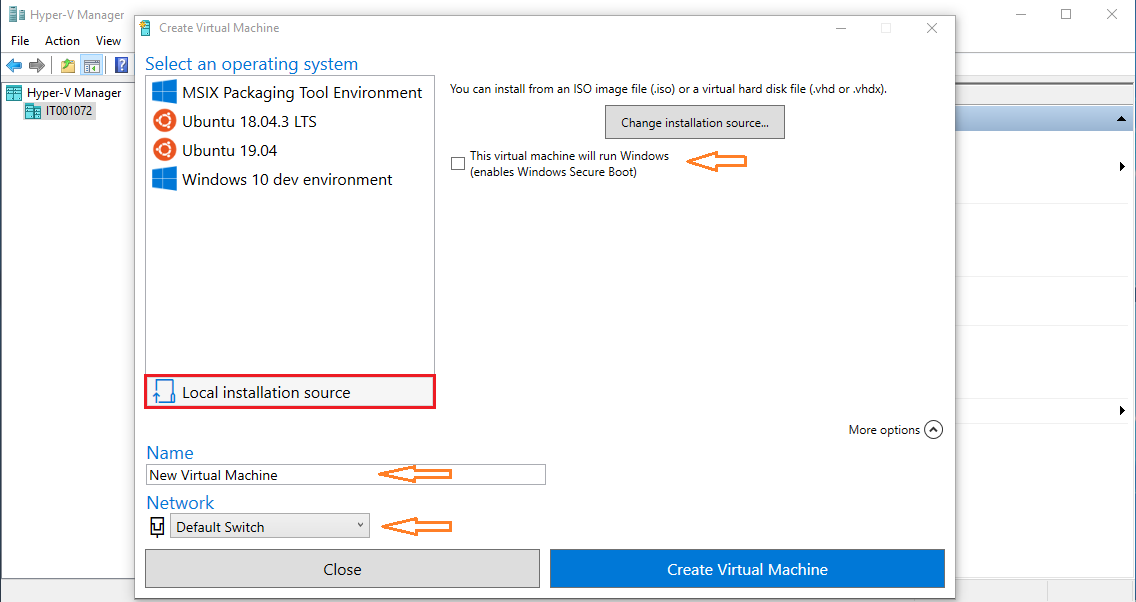 Hyper-V Manager
File Action View
Hyper-V Manager
IT001072
Create Virtual Machine
Select an operating system
MSIX Packaging Tool Environment
Ubuntu 18.04.3 LTS
Ubuntu 19.04
Windows 10 dev environment
Local installation source
You can install from an ISO image file (.iso) or a virtual hard disk file (.vhd or .vhdx).
Change installation source...
This virtual machine will run Windows
(enables Windows Secure Boot)
More options
Name
New Virtual Machine
Network
Default Switch
Close
Create Virtual Machine